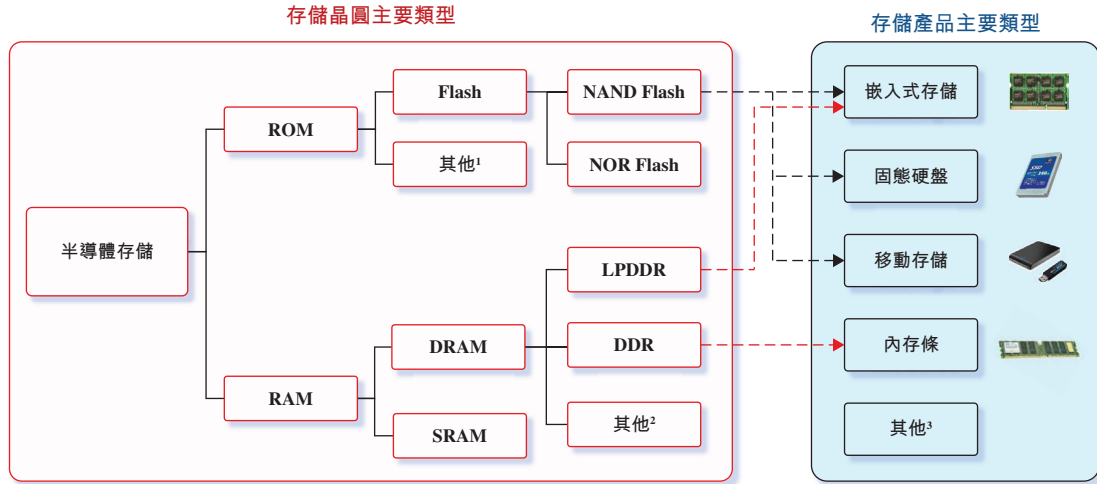 存儲晶圓主要類型
存儲產品主要類型
半導體存儲
ROM
RAM
Flash
其他¹
DRAM
SRAM
NAND Flash
NOR Flash
LPDDR
DDR
其他²
嵌入式存儲
固態硬盤
移動存儲
內存條
其他³